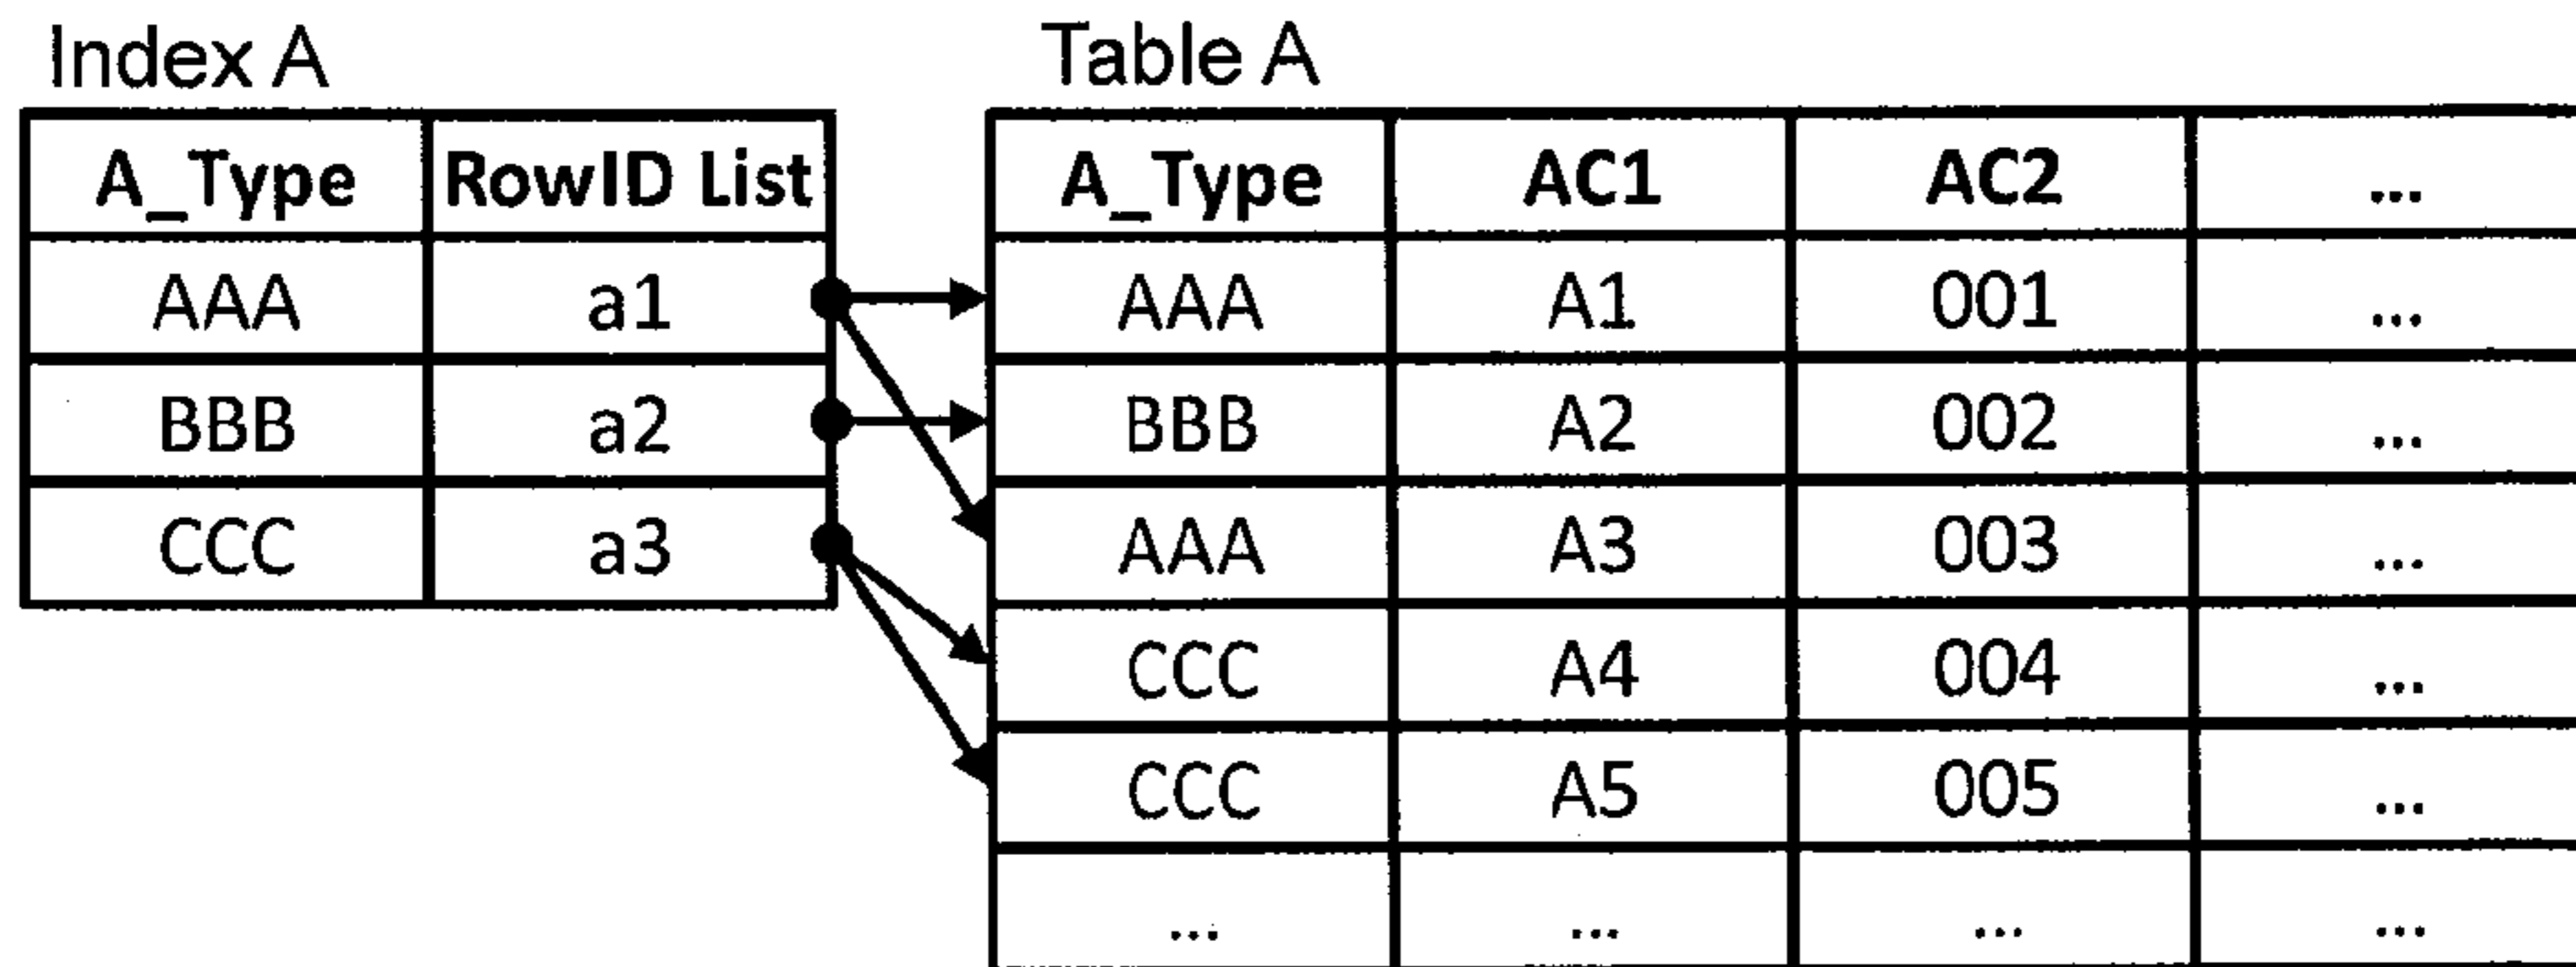 Index A
A_Type RowID List
AAA a1
BBB a2
CCC a3
Table A
A_Type AC1 AC2 ...
AAA A1 001 ...
BBB A2 002 ...
AAA A3 003 ...
CCC A4 004 ...
CCC A5 005 ...
... ... ... ...